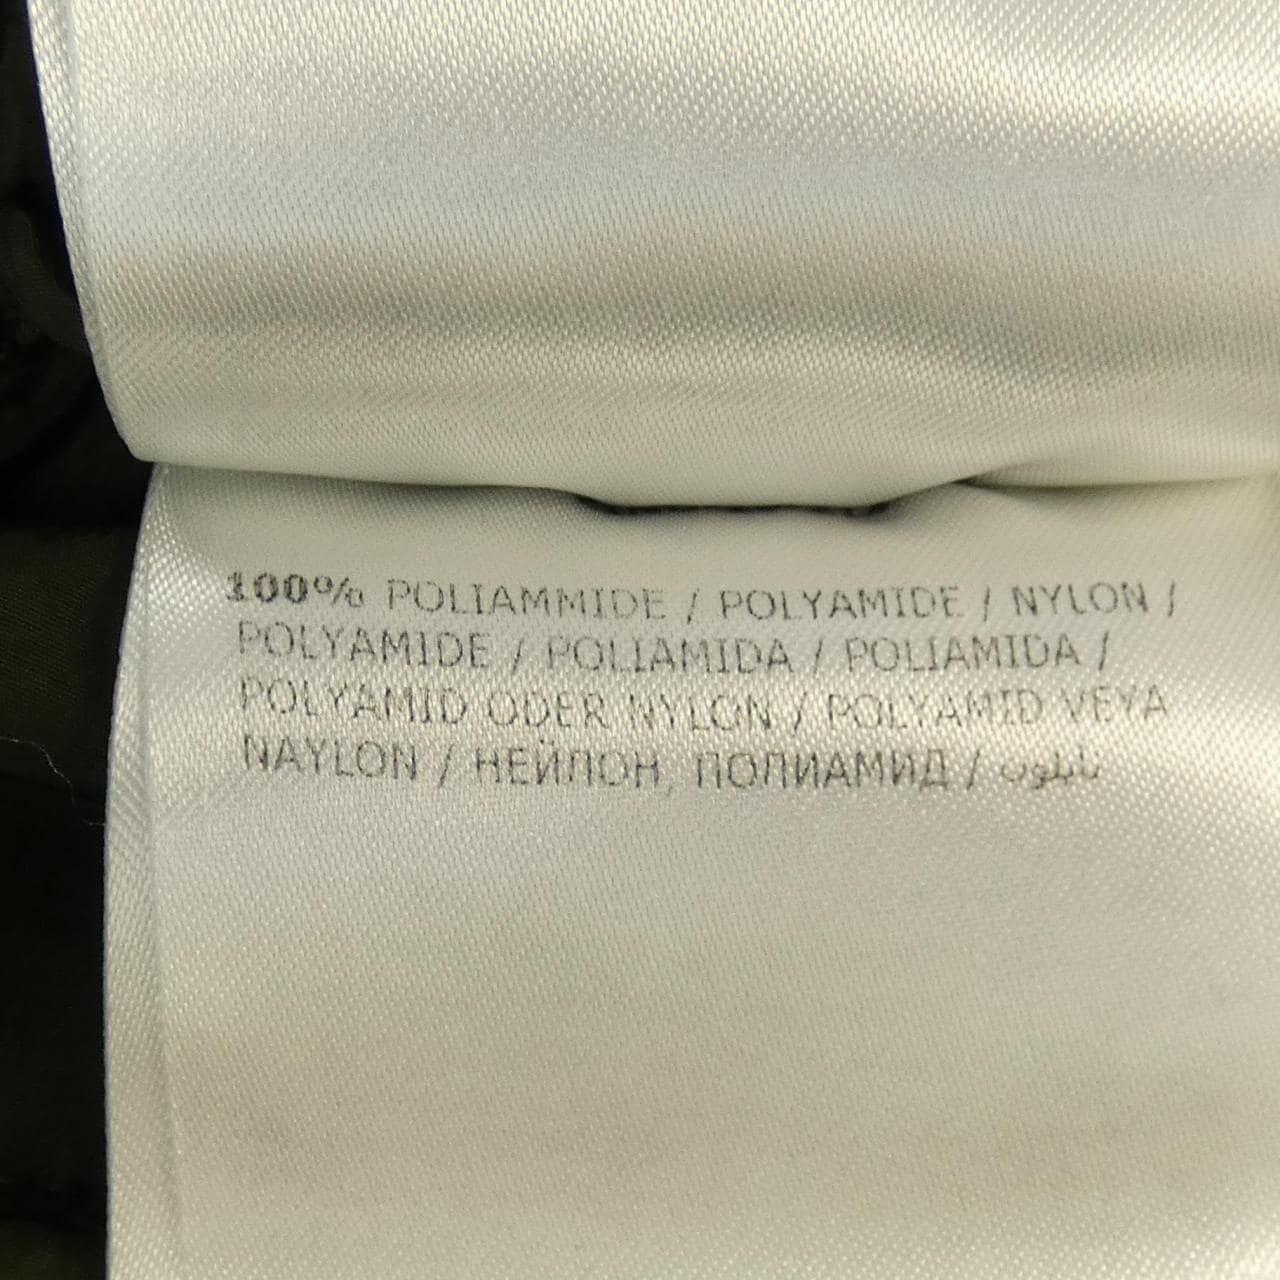 100% POLIAMMIDE / POLYAMIDE / NYLON /
POLYAMIDE / POLIAMIDA / POLIAMIDA /
POLYAMID ODER NYLON / POLYAMID VEYA
NAYLON / НЕЙЛОН, ПОЛИАМИД / نايلون